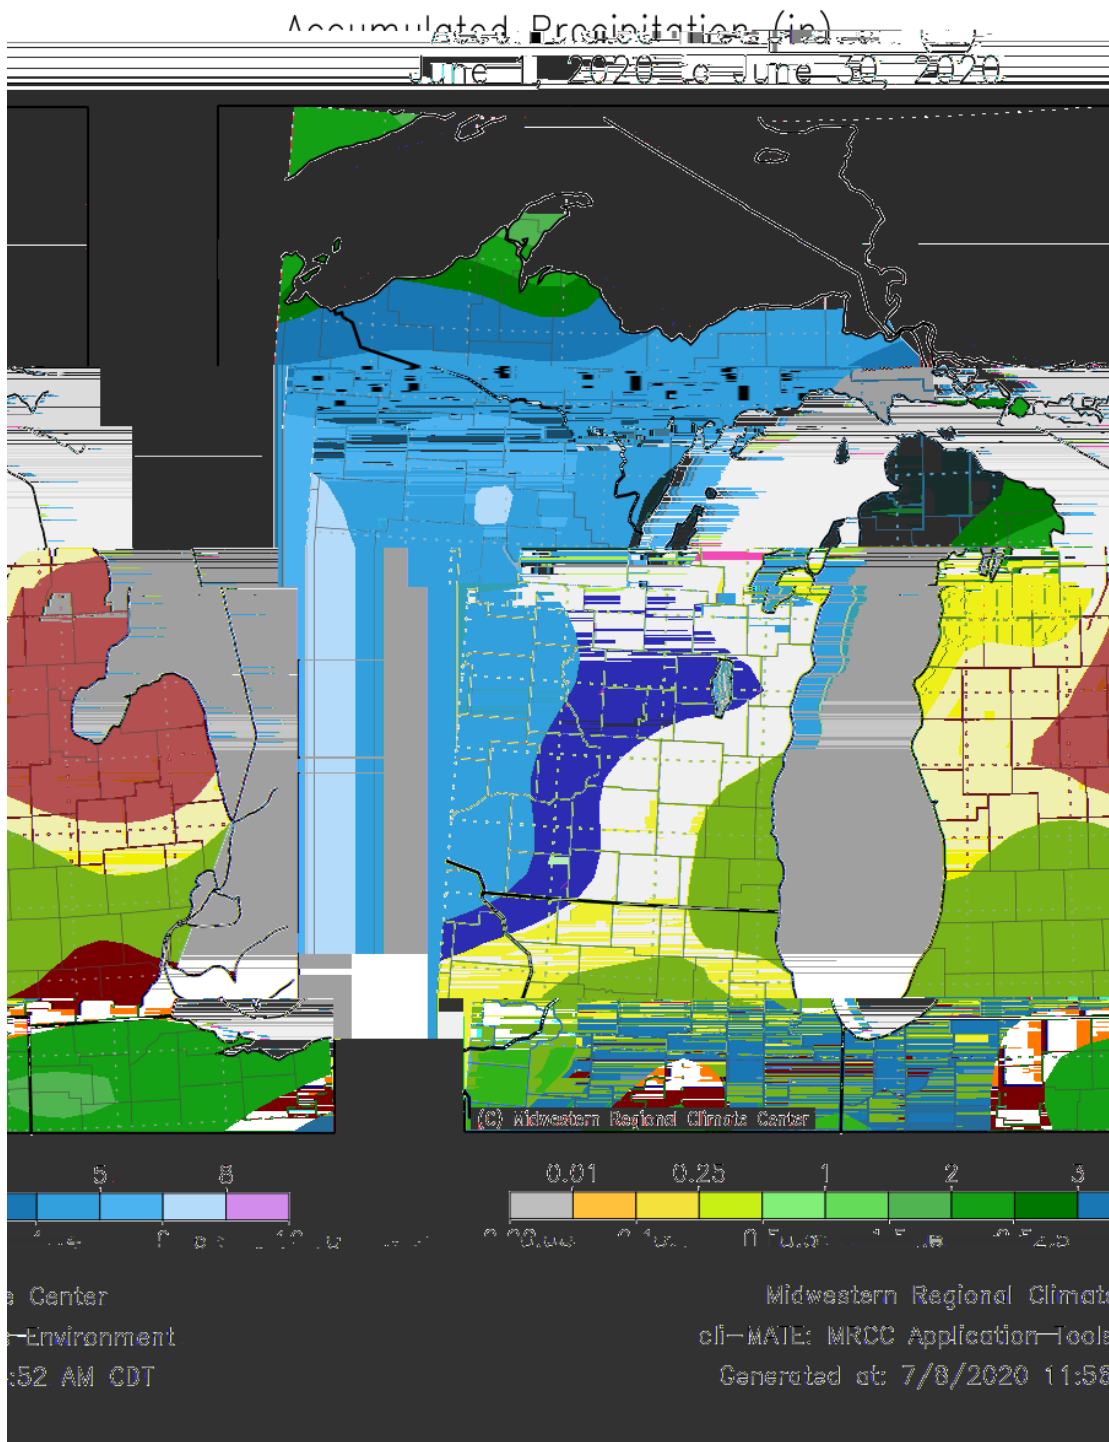 Accumulated Precipitation (in)
June 1, 2020 to June 30, 2020
(C) Midwestern Regional Climate Center
5 8 0.01 0.25 1 2 3
e Center Midwestern Regional Climate
e Environment cli-MATE: MRCC Application Tools
:52 AM CDT Generated at: 7/8/2020 11:58